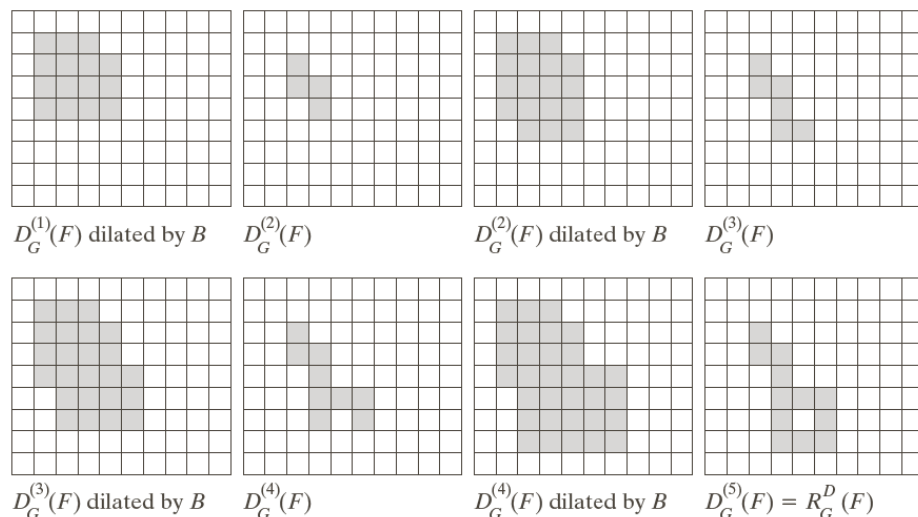 D_G^(1)(F) dilated by B
D_G^(2)(F)
D_G^(2)(F) dilated by B
D_G^(3)(F)
D_G^(3)(F) dilated by B
D_G^(4)(F)
D_G^(4)(F) dilated by B
D_G^(5)(F) = R_G^D(F)